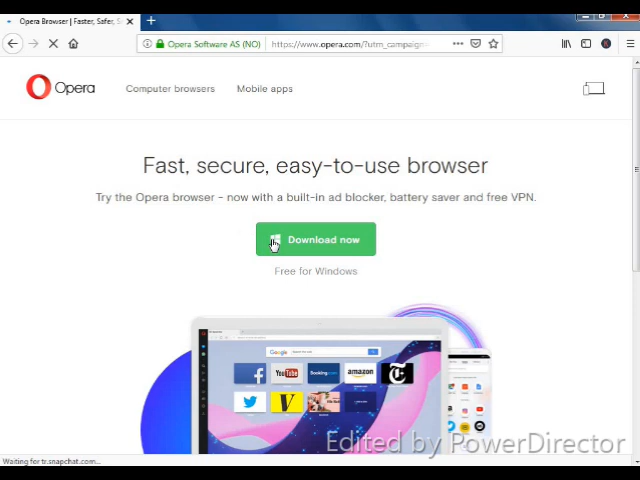 Opera Browser | Faster, Safer, S
Opera Software AS (NO)
https://www.opera.com/?utm_campaign=
Opera
Computer browsers
Mobile apps
Fast, secure, easy-to-use browser
Try the Opera browser - now with a built-in ad blocker, battery saver and free VPN.
Download now
Free for Windows
Google
YouTube
Booking.com
amazon
Edited by PowerDirector
Waiting for tr.snapchat.com...